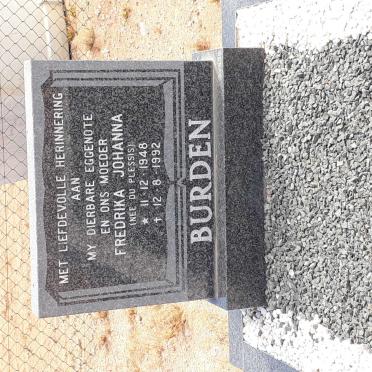 MET LIEFDEVOLLE HERINNERING
AAN
MY DIERBARE EGGENOTE
EN ONS MOEDER
FREDRIKA JOHANNA
(NEE DU PLESSIS)
★ 11 · 12 · 1948
✝ 12 · 8 · 1992
BURDEN